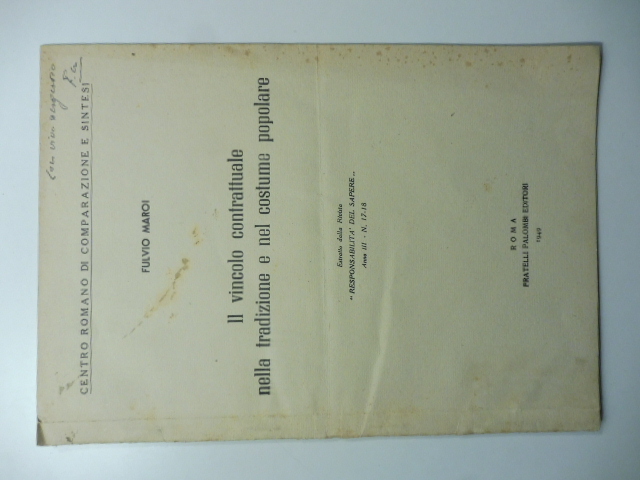 CENTRO ROMANO DI COMPARAZIONE E SINTESI
FULVIO MAROI
Il vincolo contrattuale
nella tradizione e nel costume popolare
Estratto dalla Rivista
"RESPONSABILITA' DEL SAPERE„
Anno III - N. 17-18
ROMA
FRATELLI PALOMBI EDITORI
1949